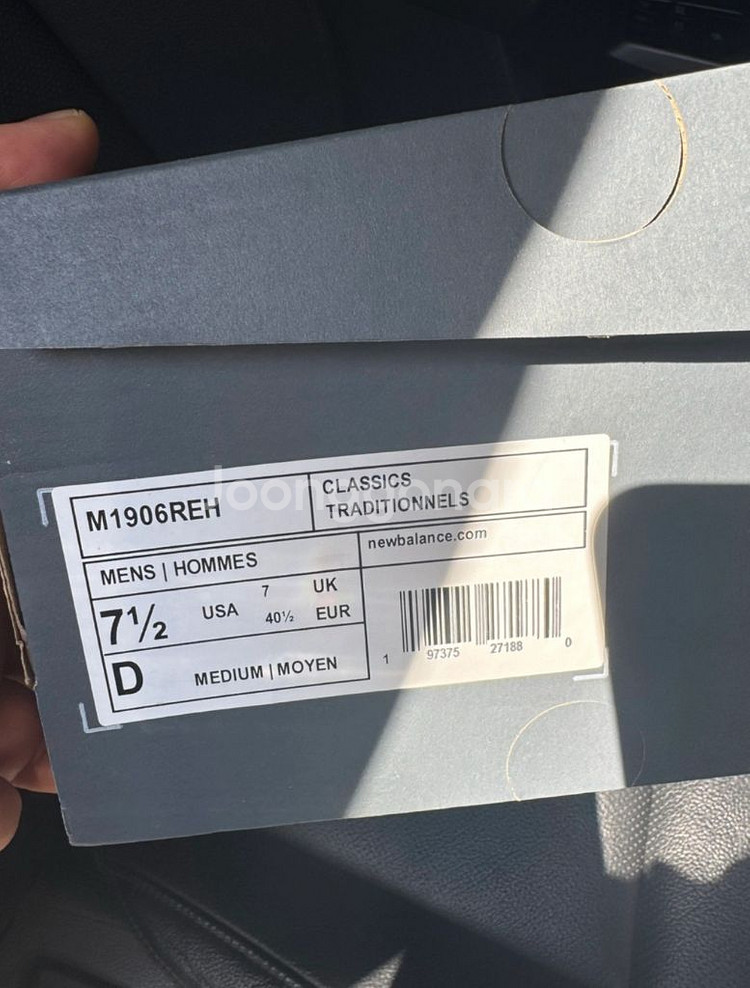 M1906REH
CLASSICS
TRADITIONNELS
MENS | HOMMES
newbalance.com
7½ USA 7 UK
40½ EUR
D MEDIUM | MOYEN
1 97375 27188 0
joonggonara